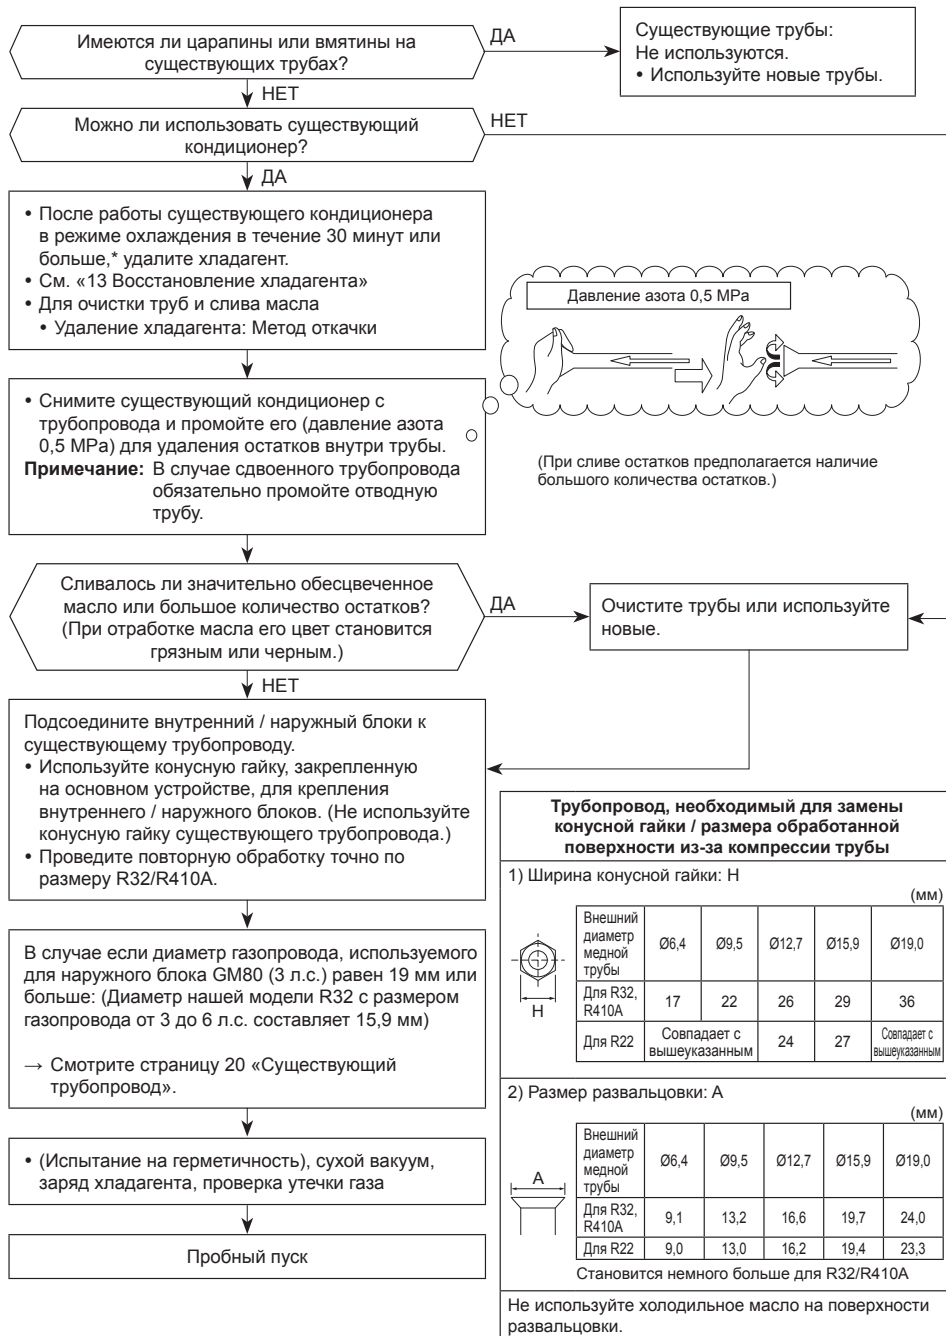 Имеются ли царапины или вмятины на
существующих трубах?
ДА
Существующие трубы:
Не используются.
• Используйте новые трубы.
НЕТ
Можно ли использовать существующий
кондиционер?
НЕТ
ДА
• После работы существующего кондиционера
в режиме охлаждения в течение 30 минут или
больше,* удалите хладагент.
• См. «13 Восстановление хладагента»
• Для очистки труб и слива масла
• Удаление хладагента: Метод откачки
Давление азота 0,5 MPa
(При сливе остатков предполагается наличие
большого количества остатков.)
• Снимите существующий кондиционер с
трубопровода и промойте его (давление азота
0,5 MPa) для удаления остатков внутри трубы.
Примечание: В случае сдвоенного трубопровода
обязательно промойте отводную
трубу.
Сливалось ли значительно обесцвеченное
масло или большое количество остатков?
(При отработке масла его цвет становится
грязным или черным.)
ДА
Очистите трубы или используйте
новые.
НЕТ
Подсоедините внутренний / наружный блоки к
существующему трубопроводу.
• Используйте конусную гайку, закрепленную
на основном устройстве, для крепления
внутреннего / наружного блоков. (Не используйте
конусную гайку существующего трубопровода.)
• Проведите повторную обработку точно по
размеру R32/R410A.
В случае если диаметр газопровода, используемого
для наружного блока GM80 (3 л.с.) равен 19 мм или
больше: (Диаметр нашей модели R32 с размером
газопровода от 3 до 6 л.с. составляет 15,9 мм)
→ Смотрите страницу 20 «Существующий
трубопровод».
• (Испытание на герметичность), сухой вакуум,
заряд хладагента, проверка утечки газа
Пробный пуск
Трубопровод, необходимый для замены
конусной гайки / размера обработанной
поверхности из-за компрессии трубы
1) Ширина конусной гайки: H
(мм)
H
Внешний
диаметр
медной
трубы
Ø6,4 Ø9,5 Ø12,7 Ø15,9 Ø19,0
Для R32,
R410A
17 22 26 29 36
Для R22
Совпадает с
вышеуказанным
24 27
Совпадает с
вышеуказанным
2) Размер развальцовки: A
(мм)
A
Внешний
диаметр
медной
трубы
Ø6,4 Ø9,5 Ø12,7 Ø15,9 Ø19,0
Для R32,
R410A
9,1 13,2 16,6 19,7 24,0
Для R22 9,0 13,0 16,2 19,4 23,3
Становится немного больше для R32/R410A
Не используйте холодильное масло на поверхности
развальцовки.